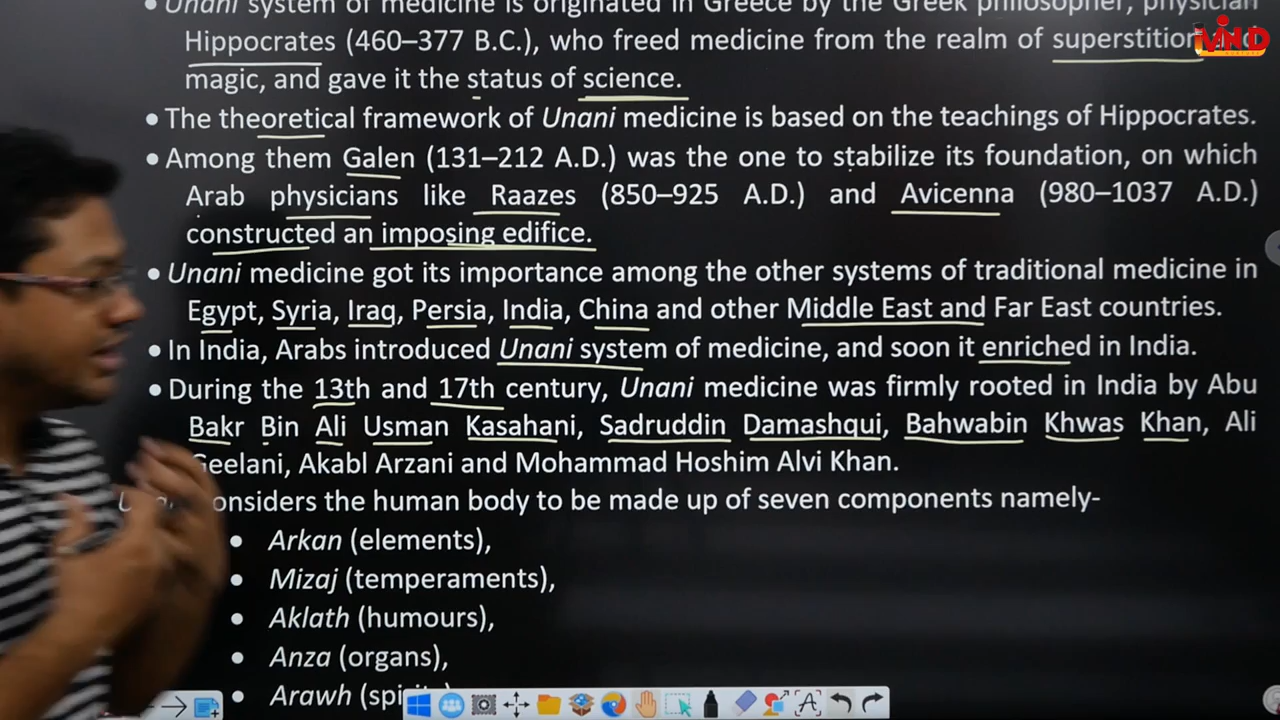 • Unani system of medicine is originated in Greece by the Greek philosopher, physician
Hippocrates (460–377 B.C.), who freed medicine from the realm of superstition
magic, and gave it the status of science.
• The theoretical framework of Unani medicine is based on the teachings of Hippocrates.
• Among them Galen (131–212 A.D.) was the one to stabilize its foundation, on which
Arab physicians like Raazes (850–925 A.D.) and Avicenna (980–1037 A.D.)
constructed an imposing edifice.
• Unani medicine got its importance among the other systems of traditional medicine in
Egypt, Syria, Iraq, Persia, India, China and other Middle East and Far East countries.
• In India, Arabs introduced Unani system of medicine, and soon it enriched in India.
• During the 13th and 17th century, Unani medicine was firmly rooted in India by Abu
Bakr Bin Ali Usman Kasahani, Sadruddin Damashqui, Bahwabin Khwas Khan, Ali
Geelani, Akabl Arzani and Mohammad Hoshim Alvi Khan.
considers the human body to be made up of seven components namely-
• Arkan (elements),
• Mizaj (temperaments),
• Aklath (humours),
• Anza (organs),
• Arawh